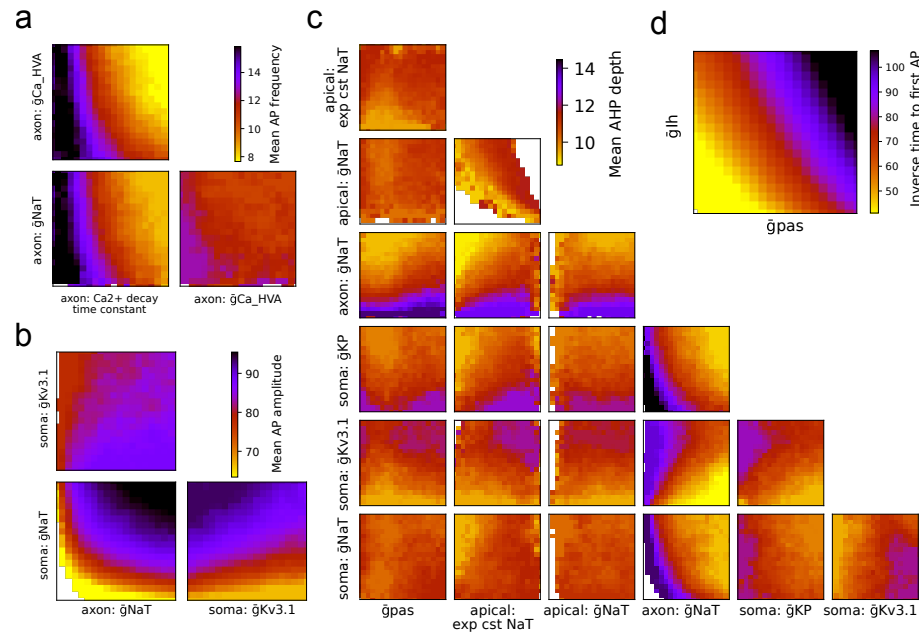 a
axon: ḡCa_HVA
axon: ḡNaT
axon: Ca2+ decay
time constant
axon: ḡCa_HVA
14
12
10
8
Mean AP frequency
b
soma: ḡKv3.1
soma: ḡNaT
axon: ḡNaT
soma: ḡKv3.1
90
80
70
Mean AP amplitude
c
apical:
exp cst NaT
apical: ḡNaT
axon: ḡNaT
soma: ḡKP
soma: ḡKv3.1
soma: ḡNaT
ḡpas
apical:
exp cst NaT
apical: ḡNaT
axon: ḡNaT
soma: ḡKP
soma: ḡKv3.1
Mean AHP depth
14
12
10
d
ḡIh
ḡpas
100
90
80
70
60
50
Inverse time to first AP